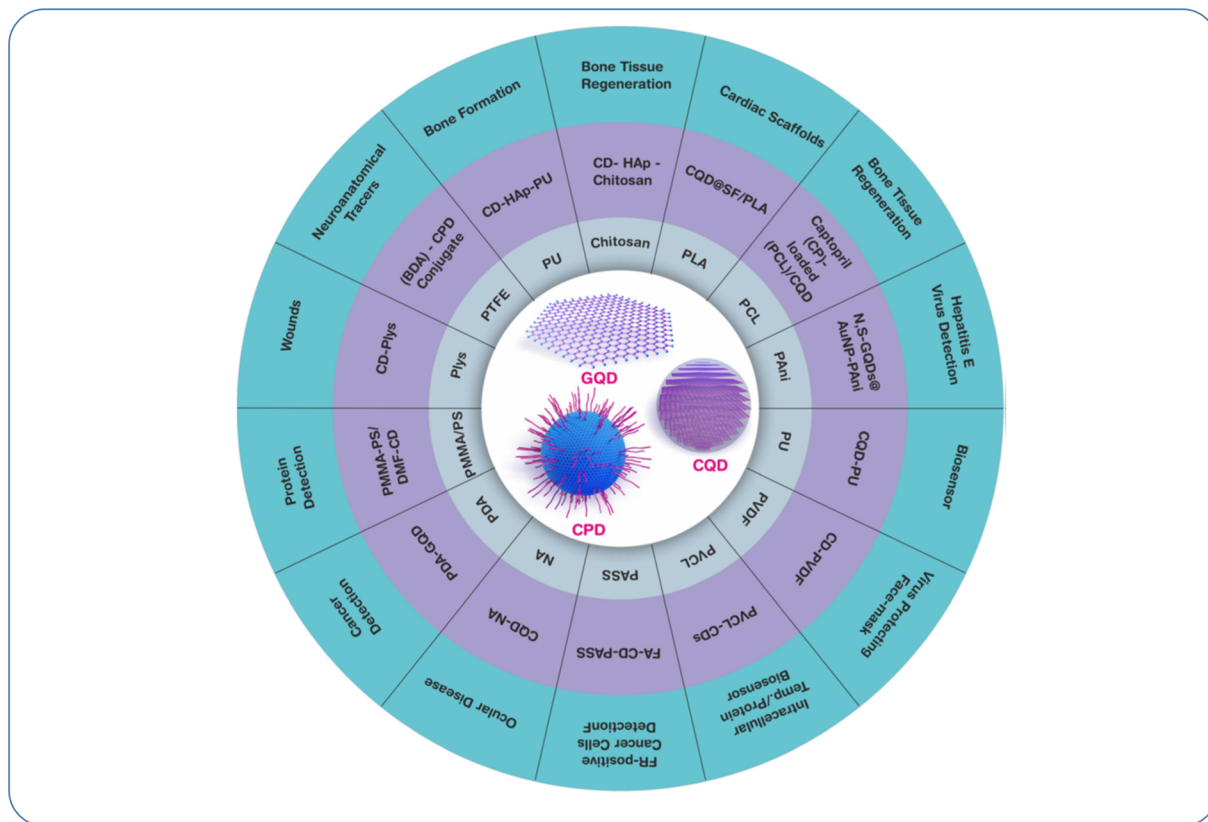 Bone Tissue
Regeneration
Cardiac Scaffolds
Bone Tissue
Regeneration
Hepatitis E
Virus Detection
Biosensor
Virus Protecting
Face-mask
Intracellular
Temp./Protein
Biosensor
FR-positive
Cancer Cells
DetectionF
Ocular Disease
Cancer
Detection
Protein
Detection
Wounds
Neuroanatomical
Tracers
Bone Formation
CD- HAp -
Chitosan
CQD@SF/PLA
Captopril
(CP)-
loaded
(PCL)/CQD
N,S-GQDs@
AuNP-PAni
CQD-PU
CD-PVDF
PVCL-CDs
FA-CD-PASS
CQD-NA
PDA-GQD
PMMA-PS/
DMF-CD
CD-Plys
(BDA) - CPD
Conjugate
CD-HAp-PU
Chitosan
PLA
PCL
PAni
PU
PVDF
PVCL
PASS
NA
PDA
PMMA/PS
Plys
PTFE
PU
GQD
CQD
CPD